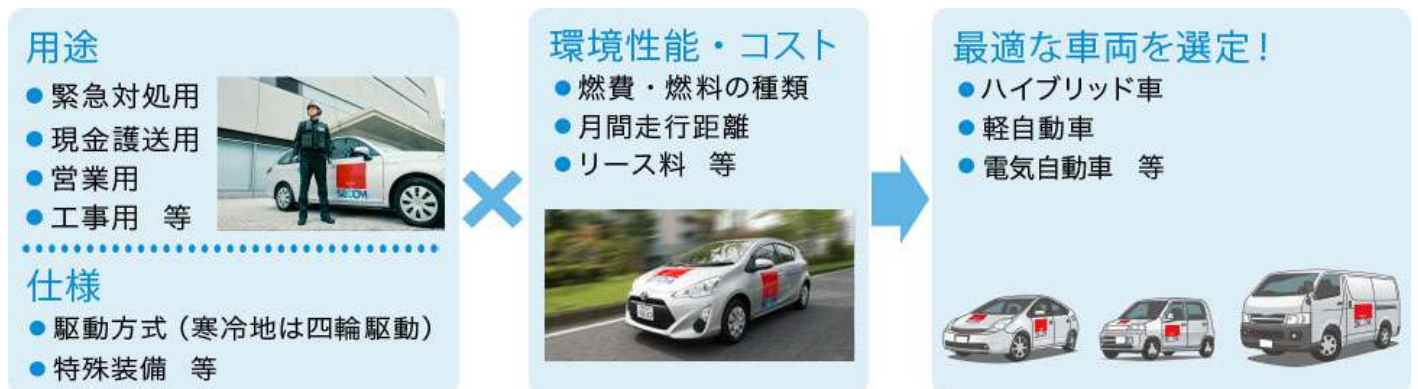 用途
●緊急対処用
●現金護送用
●営業用
●工事用 等
仕様
●駆動方式（寒冷地は四輪駆動）
●特殊装備 等
×
環境性能・コスト
●燃費・燃料の種類
●月間走行距離
●リース料 等
最適な車両を選定！
●ハイブリッド車
●軽自動車
●電気自動車 等
SECOM